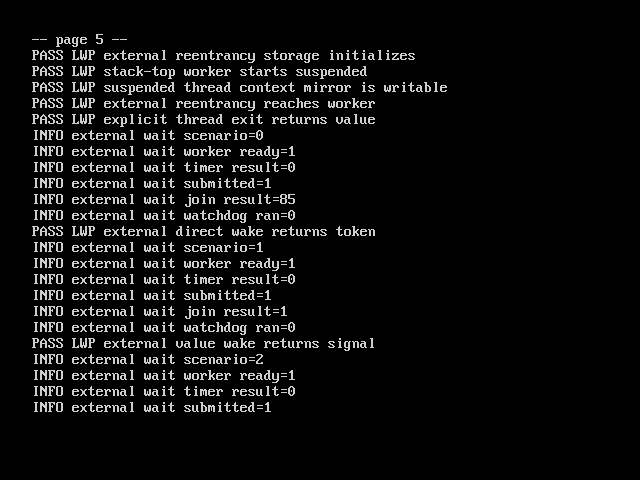 -- page 5 --
PASS LWP external reentrancy storage initializes
PASS LWP stack-top worker starts suspended
PASS LWP suspended thread context mirror is writable
PASS LWP external reentrancy reaches worker
PASS LWP explicit thread exit returns value
INFO external wait scenario=0
INFO external wait worker ready=1
INFO external wait timer result=0
INFO external wait submitted=1
INFO external wait join result=85
INFO external wait watchdog ran=0
PASS LWP external direct wake returns token
INFO external wait scenario=1
INFO external wait worker ready=1
INFO external wait timer result=0
INFO external wait submitted=1
INFO external wait join result=1
INFO external wait watchdog ran=0
PASS LWP external value wake returns signal
INFO external wait scenario=2
INFO external wait worker ready=1
INFO external wait timer result=0
INFO external wait submitted=1